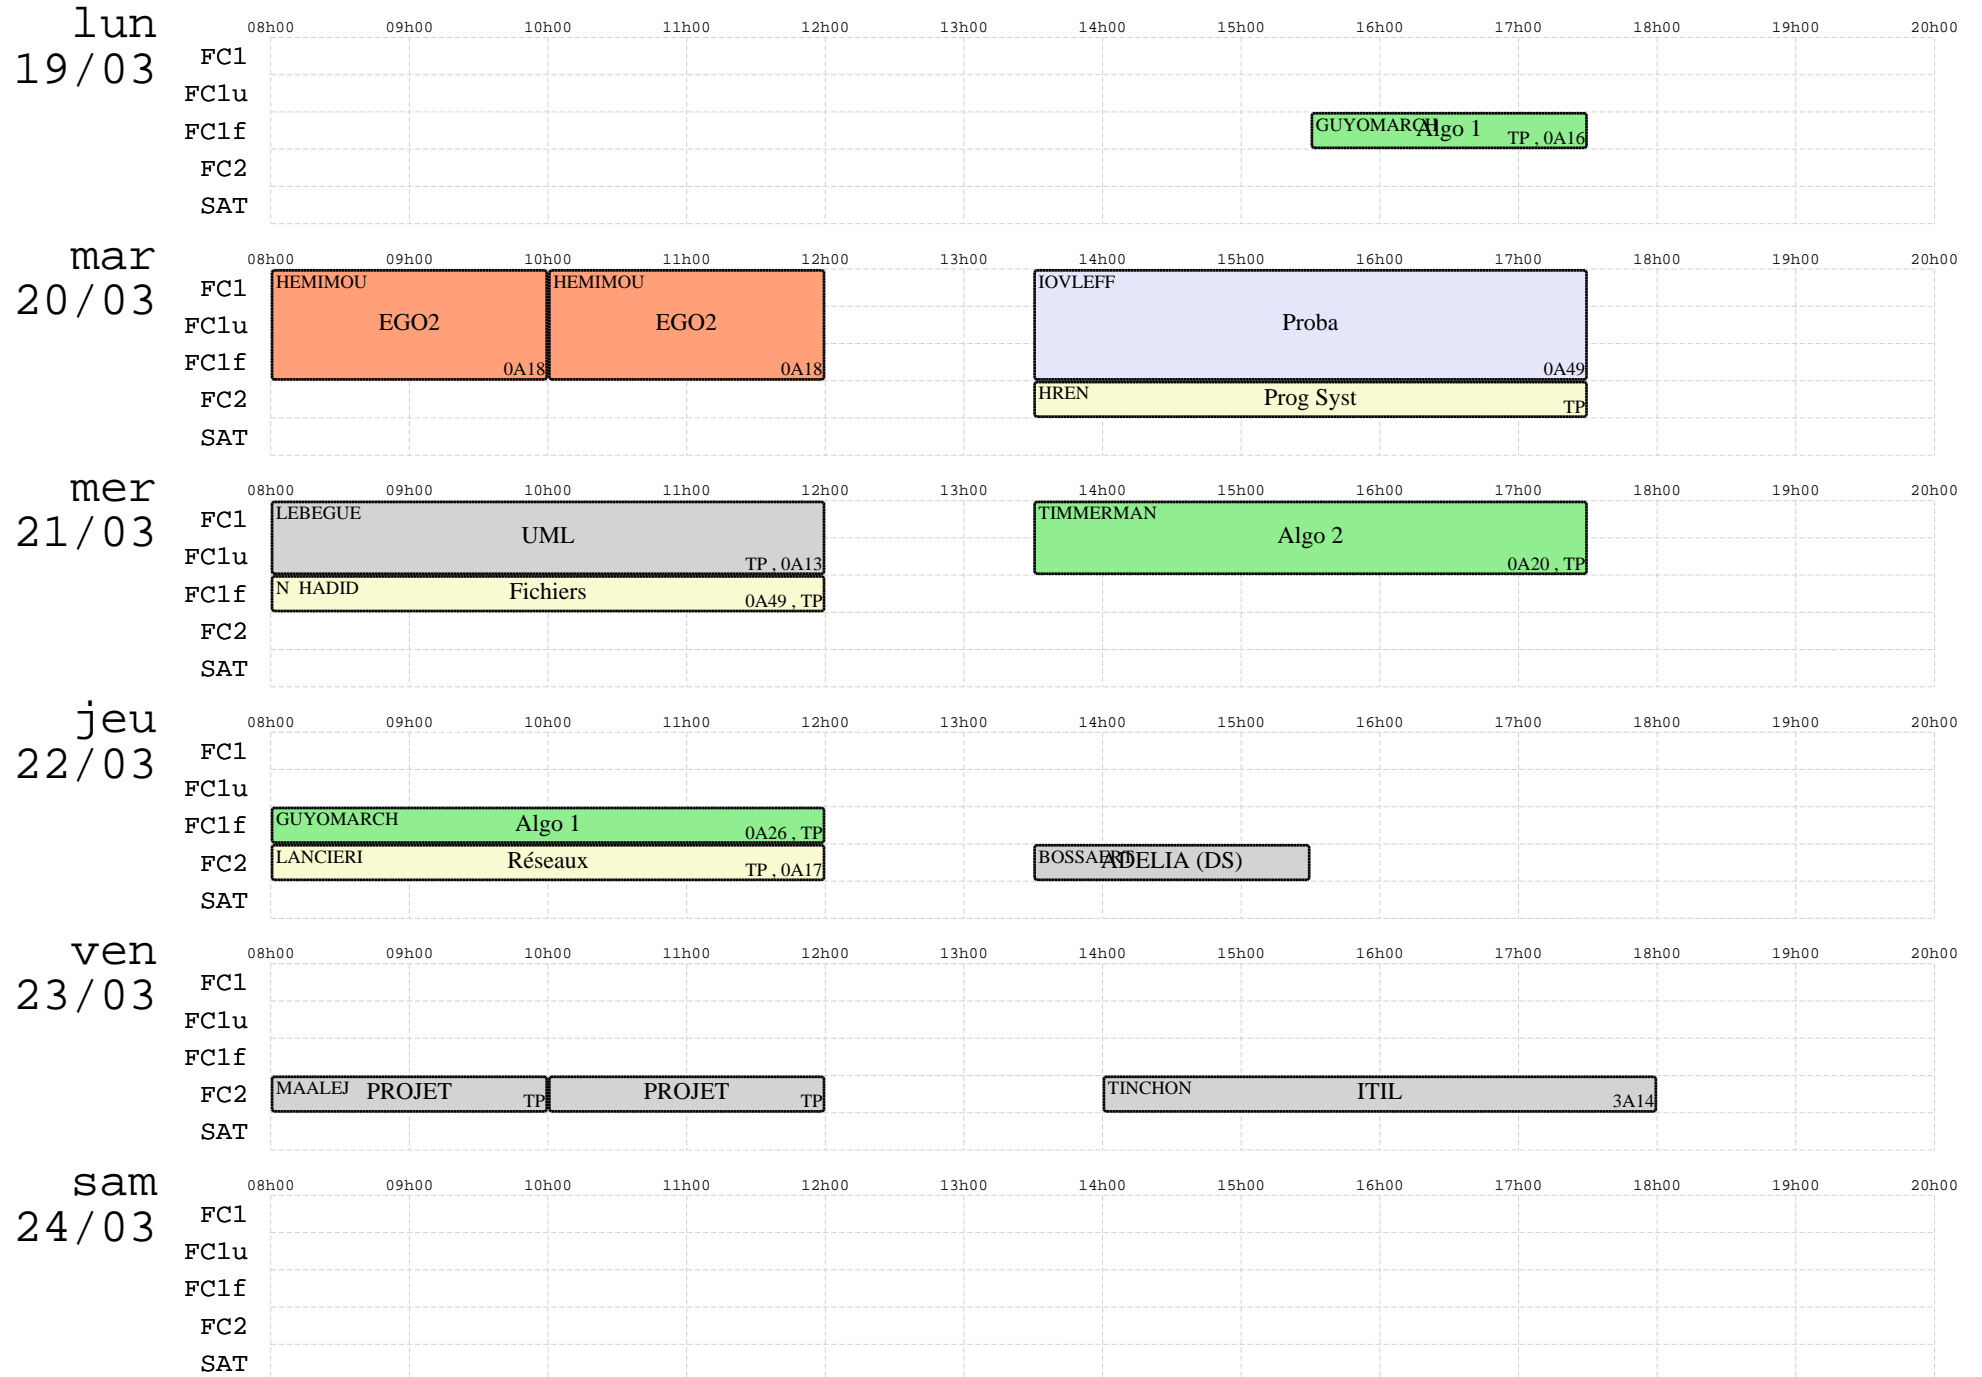 lun
19/03
08h00 09h00 10h00 11h00 12h00 13h00 14h00 15h00 16h00 17h00 18h00 19h00 20h00
FC1
FC1u
FC1f GUYOMARCH Algo 1 TP , 0A16
FC2
SAT
mar
20/03
08h00 09h00 10h00 11h00 12h00 13h00 14h00 15h00 16h00 17h00 18h00 19h00 20h00
HEMIMOU HEMIMOU IOVLEFF
FC1
FC1u EGO2 EGO2 Proba
FC1f 0A18 0A18 0A49
FC2 HREN Prog Syst TP
SAT
mer
21/03
08h00 09h00 10h00 11h00 12h00 13h00 14h00 15h00 16h00 17h00 18h00 19h00 20h00
FC1 LEBEGUE TIMMERMAN
UML Algo 2
FC1u TP , 0A13 0A20 , TP
FC1f N HADID Fichiers 0A49 , TP
FC2
SAT
jeu
22/03
08h00 09h00 10h00 11h00 12h00 13h00 14h00 15h00 16h00 17h00 18h00 19h00 20h00
FC1
FC1u
FC1f GUYOMARCH Algo 1 0A26 , TP
FC2 LANCIERI Réseaux TP , 0A17 BOSSAERT ADELIA (DS)
SAT
ven
23/03
08h00 09h00 10h00 11h00 12h00 13h00 14h00 15h00 16h00 17h00 18h00 19h00 20h00
FC1
FC1u
FC1f
FC2 MAALEJ PROJET TP PROJET TP TINCHON ITIL 3A14
SAT
sam
24/03
08h00 09h00 10h00 11h00 12h00 13h00 14h00 15h00 16h00 17h00 18h00 19h00 20h00
FC1
FC1u
FC1f
FC2
SAT